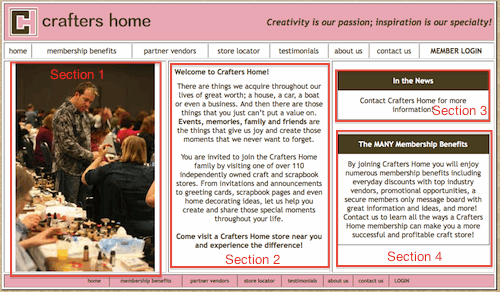 C
crafters home
Creativity is our passion; inspiration is our specialty!
home
membership benefits
partner vendors
store locator
testimonials
about us
contact us
MEMBER LOGIN
Section 1
Welcome to Crafters Home!
There are things we acquire throughout our
lives of great worth; a house, a car, a boat
or even a business. And then there are those
things that you just can't put a value on.
Events, memories, family and friends are
the things that give us joy and create those
moments that we never want to forget.
You are invited to join the Crafters Home
family by visiting one of over 110
independently owned craft and scrapbook
stores. From invitations and announcements
to greeting cards, scrapbook pages and even
home decorating ideas, let us help you
create and share those special moments
throughout your life.
Come visit a Crafters Home store near you
and experience the difference!
Section 2
In the News
Contact Crafters Home for more
information!
Section 3
The MANY Membership Benefits
By joining Crafters Home you will enjoy
numerous membership benefits including
everyday discounts with top industry
vendors, promotional opportunities, a
secure members only message board with
great information and ideas, and more!
Contact us to learn all the ways a Crafters
Home membership can make you a more
successful and profitable craft store!
Section 4
home
membership benefits
partner vendors
store locator
testimonials
about us
contact us
LOGIN